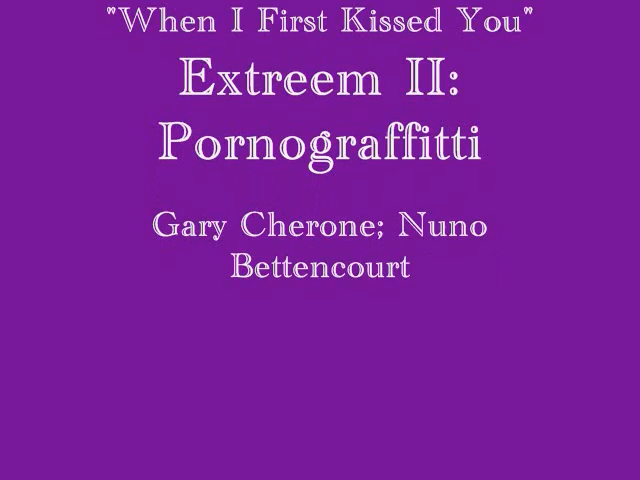 "When I First Kissed You"
Extreem II:
Pornograffitti
Gary Cherone; Nuno
Bettencourt